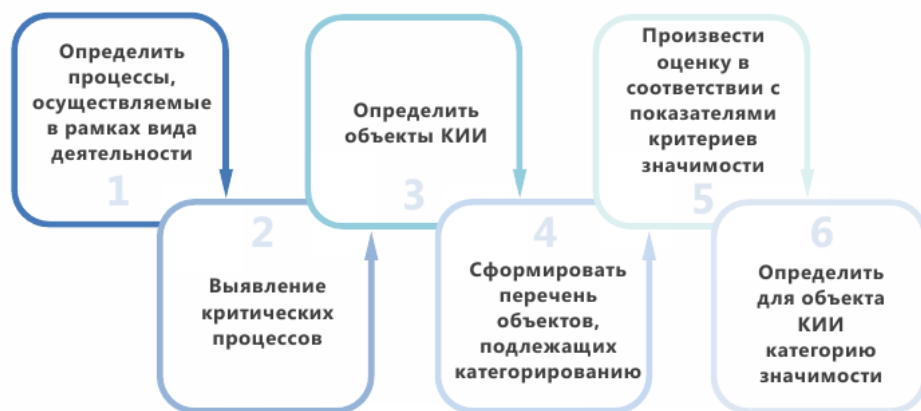 Определить
процессы,
осуществляемые
в рамках вида
деятельности
1
2
Выявление
критических
процессов
Определить
объекты КИИ
3
4
Сформировать
перечень
объектов,
подлежащих
категорированию
Произвести
оценку в
соответствии с
показателями
критериев
значимости
5
6
Определить
для объекта
КИИ
категорию
значимости